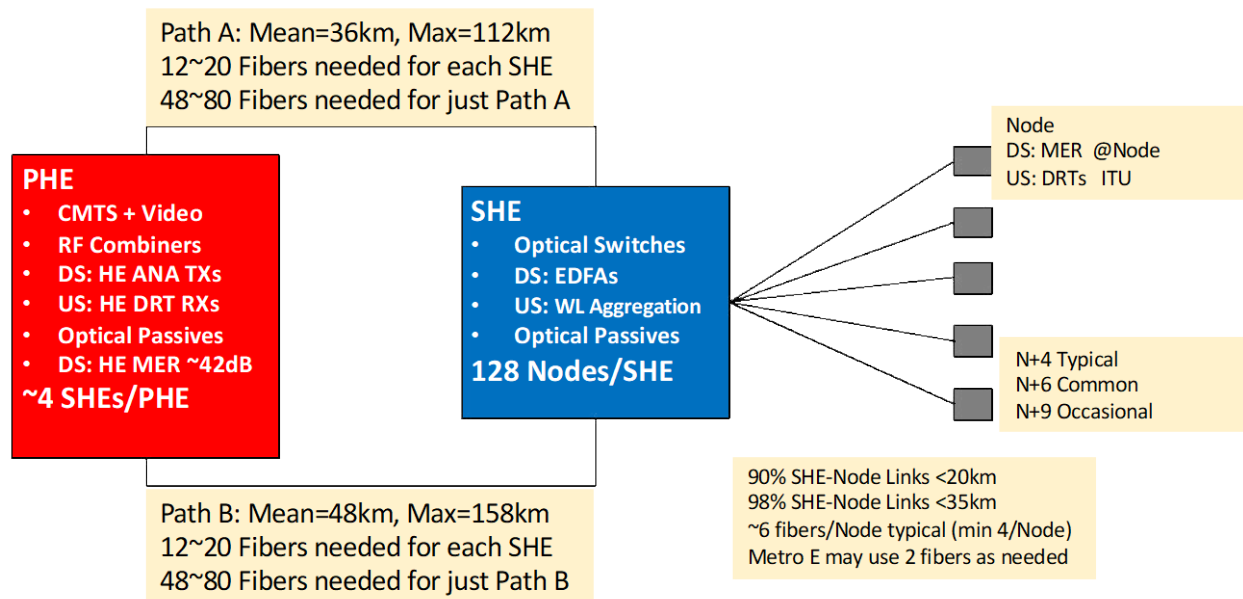 Path A: Mean=36km, Max=112km
12~20 Fibers needed for each SHE
48~80 Fibers needed for just Path A
PHE
• CMTS + Video
• RF Combiners
• DS: HE ANA TXs
• US: HE DRT RXs
• Optical Passives
• DS: HE MER ~42dB
~4 SHEs/PHE
SHE
• Optical Switches
• DS: EDFAs
• US: WL Aggregation
• Optical Passives
128 Nodes/SHE
Node
DS: MER @Node
US: DRTs ITU
N+4 Typical
N+6 Common
N+9 Occasional
90% SHE-Node Links <20km
98% SHE-Node Links <35km
~6 fibers/Node typical (min 4/Node)
Metro E may use 2 fibers as needed
Path B: Mean=48km, Max=158km
12~20 Fibers needed for each SHE
48~80 Fibers needed for just Path B